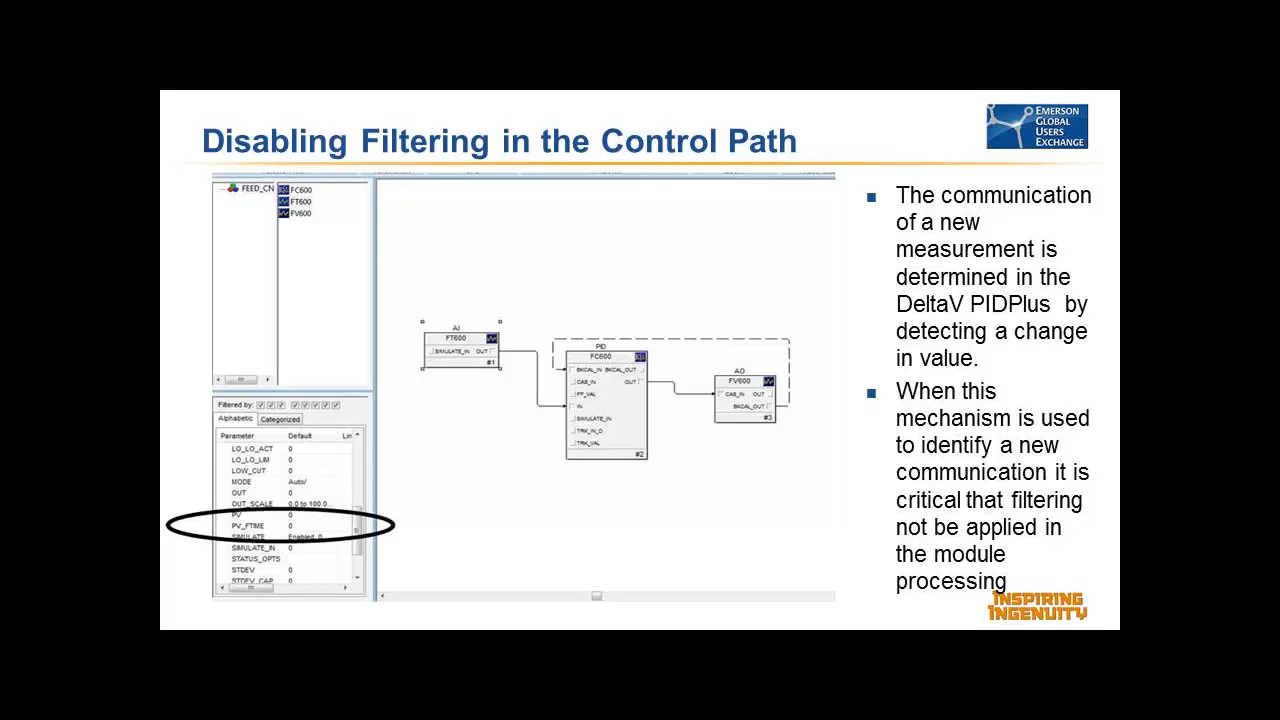 Disabling Filtering in the Control Path
EMERSON
GLOBAL
USERS
EXCHANGE
FEED_CN
FC600
FT600
FV600
AI
FT600
SIMULATE_IN OUT
#1
PID
FC600
BKCAL_IN BKCAL_OUT
CAS_IN OUT
FF_VAL
IN
SIMULATE_IN
TRK_IN_D
TRK_VAL
#2
AO
FV600
CAS_IN OUT
BKCAL_OUT
#3
Filtered by:
Alphabetic Categorized
Parameter Default Lin
LO_LO_ACT 0
LO_LO_LIM 0
LOW_CUT 0
MODE Auto/
OUT 0
OUT_SCALE 0.0 to 100.0...
PV 0
PV_FTIME 0
SIMULATE Enabled, 0
SIMULATE_IN 0
STATUS_OPTS
STDEV 0
STDEV_CAP 0
The communication
of a new
measurement is
determined in the
DeltaV PIDPlus by
detecting a change
in value.
When this
mechanism is used
to identify a new
communication it is
critical that filtering
not be applied in
the module
processing
INSPIRING
INGENUITY